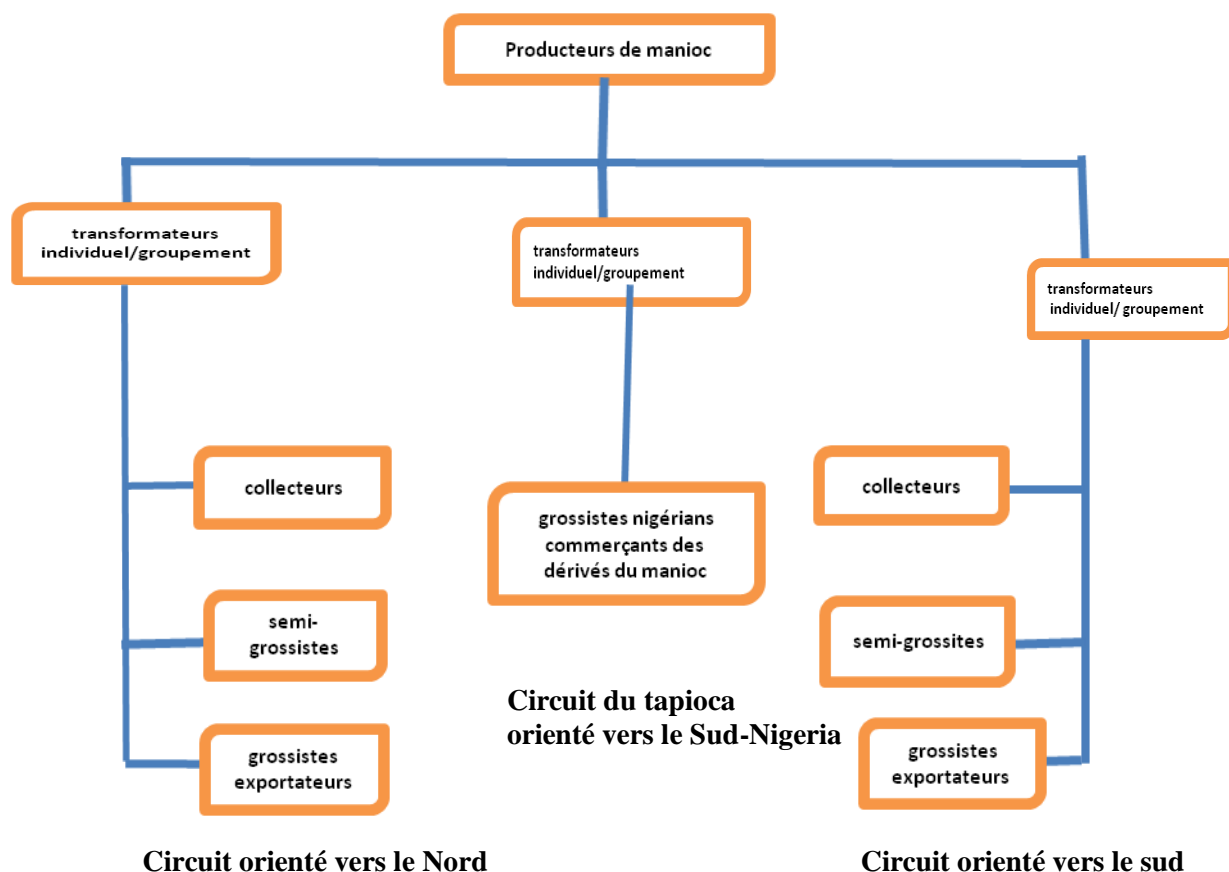 Producteurs de manioc
transformateurs
individuel/groupement
transformateurs
individuel/groupement
transformateurs
individuel/ groupement
collecteurs
grossistes nigérians
commerçants des
dérivés du manioc
collecteurs
semi-
grossistes
semi-grossites
Circuit du tapioca
orienté vers le Sud-Nigeria
grossistes
exportateurs
grossistes
exportateurs
Circuit orienté vers le Nord
Circuit orienté vers le sud